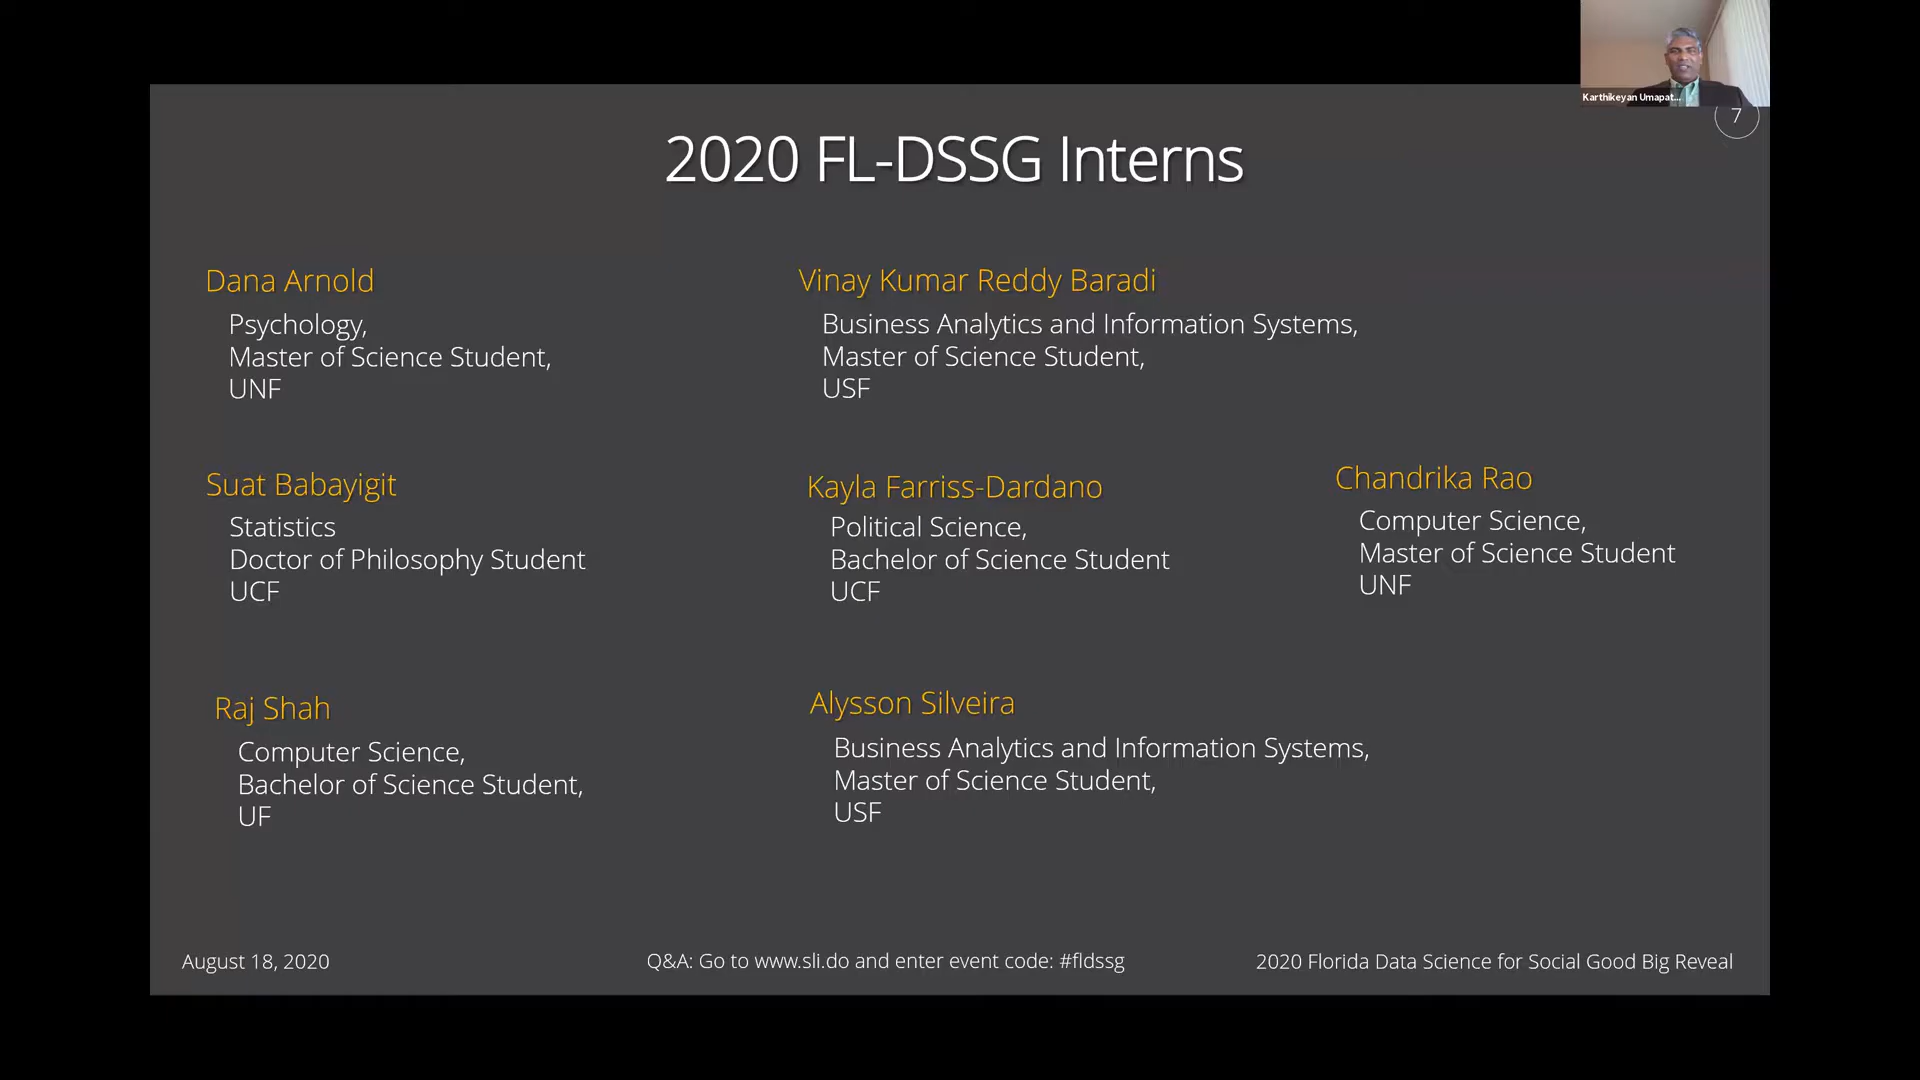 Karthikeyan Umapat...
7
2020 FL-DSSG Interns
Dana Arnold
Psychology,
Master of Science Student,
UNF
Vinay Kumar Reddy Baradi
Business Analytics and Information Systems,
Master of Science Student,
USF
Suat Babayigit
Statistics
Doctor of Philosophy Student
UCF
Kayla Farriss-Dardano
Political Science,
Bachelor of Science Student
UCF
Chandrika Rao
Computer Science,
Master of Science Student
UNF
Raj Shah
Computer Science,
Bachelor of Science Student,
UF
Alysson Silveira
Business Analytics and Information Systems,
Master of Science Student,
USF
August 18, 2020
Q&A: Go to www.sli.do and enter event code: #fldssg
2020 Florida Data Science for Social Good Big Reveal